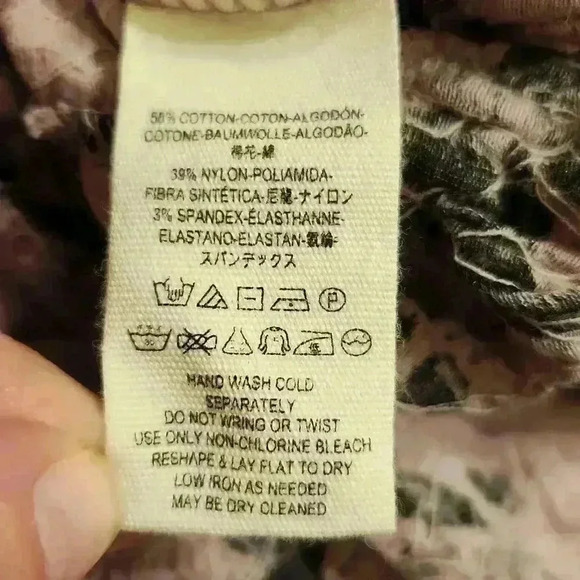 58% COTTON-COTON-ALGODÓN-
COTONE-BAUMWOLLE-ALGODÃO-
棉花-綿
39% NYLON-POLIAMIDA-
FIBRA SINTÉTICA-尼龍-ナイロン
3% SPANDEX-ÉLASTHANNE-
ELASTANO-ELASTAN-氨綸-
スパンデックス
P
低
HAND WASH COLD
SEPARATELY
DO NOT WRING OR TWIST
USE ONLY NON-CHLORINE BLEACH
RESHAPE & LAY FLAT TO DRY
LOW IRON AS NEEDED
MAY BE DRY CLEANED